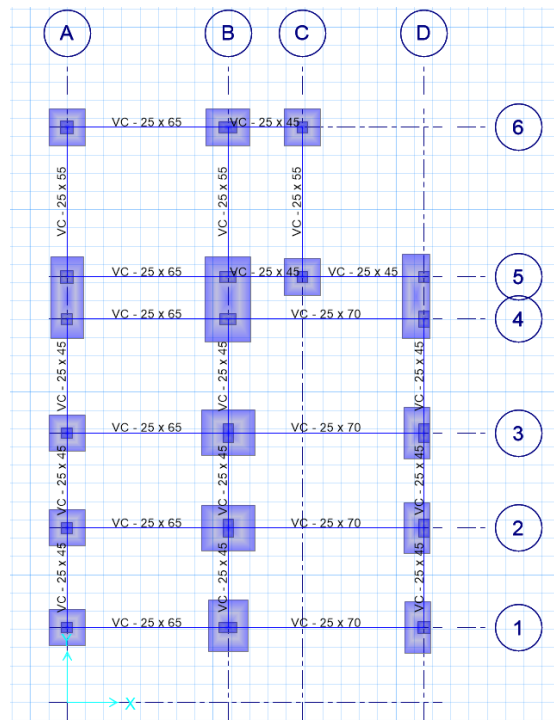 A
B
C
D
VC - 25 x 65
VC - 25 x 45
6
VC - 25 x 55
VC - 25 x 55
VC - 25 x 55
VC - 25 x 65
VC - 25 x 45
VC - 25 x 45
5
VC - 25 x 65
VC - 25 x 70
4
VC - 25 x 45
VC - 25 x 45
VC - 25 x 45
VC - 25 x 65
VC - 25 x 70
3
VC - 25 x 45
VC - 25 x 45
VC - 25 x 45
VC - 25 x 65
VC - 25 x 70
2
VC - 25 x 45
VC - 25 x 45
VC - 25 x 45
VC - 25 x 65
VC - 25 x 70
1
Y
X